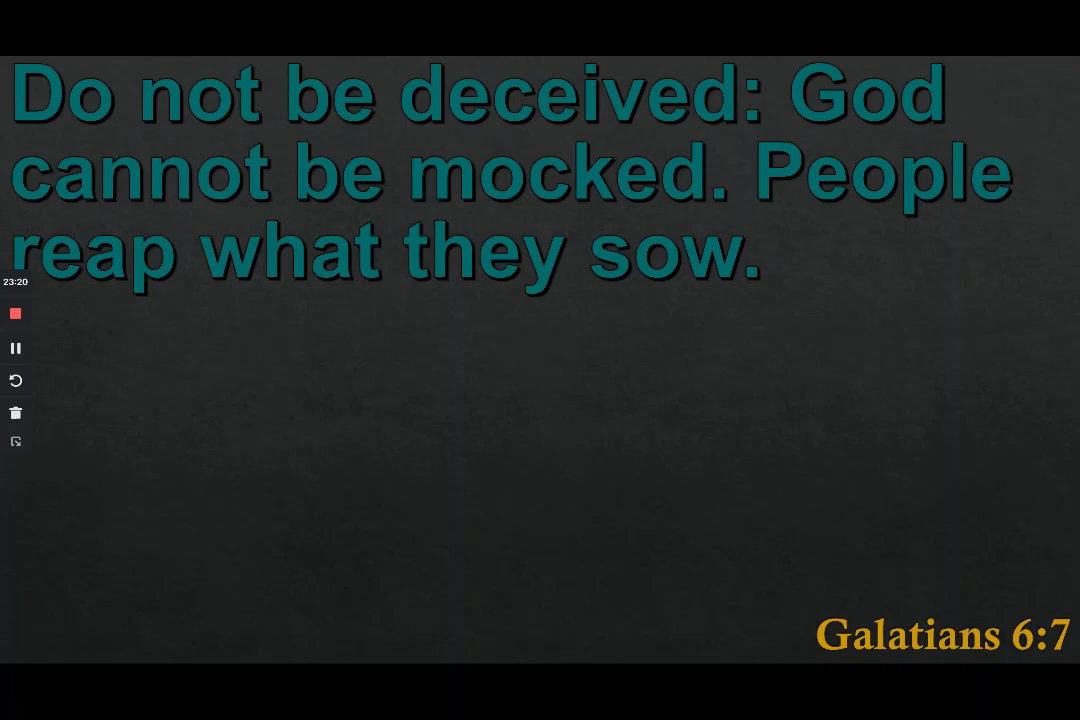 Do not be deceived: God
cannot be mocked. People
reap what they sow.
23:20
Galatians 6:7